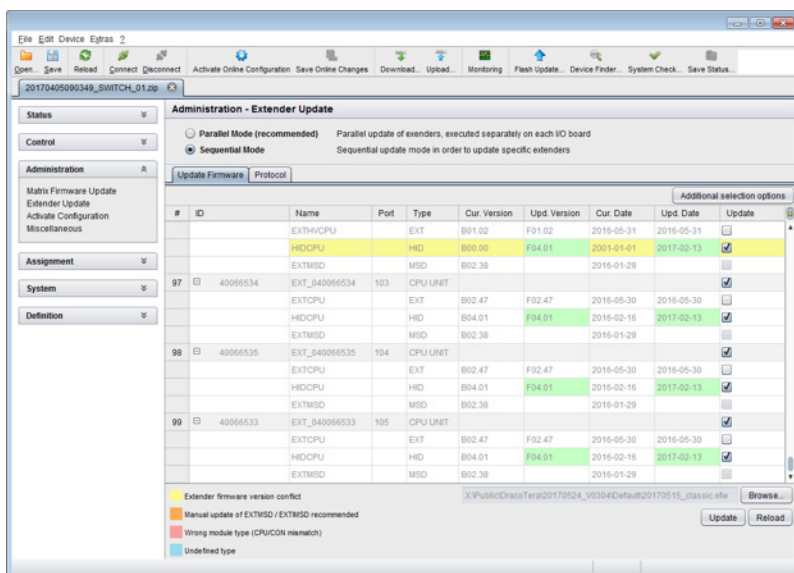 File Edit Device Extras ?
Open... Save Reload Connect Disconnect Activate Online Configuration Save Online Changes Download... Upload... Monitoring Flash Update... Device Finder... System Check... Save Status...
20170405090349_SWITCH_01.zip
Status
Control
Administration
Matrix Firmware Update
Extender Update
Activate Configuration
Miscellaneous
Assignment
System
Definition
Administration - Extender Update
Parallel Mode (recommended) Parallel update of exenders, executed separately on each I/O board
Sequential Mode Sequential update mode in order to update specific extenders
Update Firmware Protocol
Additional selection options
# ID Name Port Type Cur. Version Upd. Version Cur. Date Upd. Date Update
EXTHVCPU EXT B01.02 F01.02 2016-05-31 2016-05-31
HIDCPU HID B00.00 F04.01 2001-01-01 2017-02-13
EXTMSD MSD B02.38 2016-01-29
97 40066534 EXT_040066534 103 CPU UNIT
EXTCPU EXT B02.47 F02.47 2016-05-30 2016-05-30
HIDCPU HID B04.01 F04.01 2016-02-16 2017-02-13
EXTMSD MSD B02.38 2016-01-29
98 40066535 EXT_040066535 104 CPU UNIT
EXTCPU EXT B02.47 F02.47 2016-05-30 2016-05-30
HIDCPU HID B04.01 F04.01 2016-02-16 2017-02-13
EXTMSD MSD B02.38 2016-01-29
99 40066533 EXT_040066533 105 CPU UNIT
EXTCPU EXT B02.47 F02.47 2016-05-30 2016-05-30
HIDCPU HID B04.01 F04.01 2016-02-16 2017-02-13
EXTMSD MSD B02.38 2016-01-29
Extender firmware version conflict X:\Public\DracoTera\20170524_V0304\Default\20170515_classic.efw Browse...
Manual update of EXTMSD / EXTMSD recommended
Update Reload
Wrong module type (CPU/CON mismatch)
Undefined type